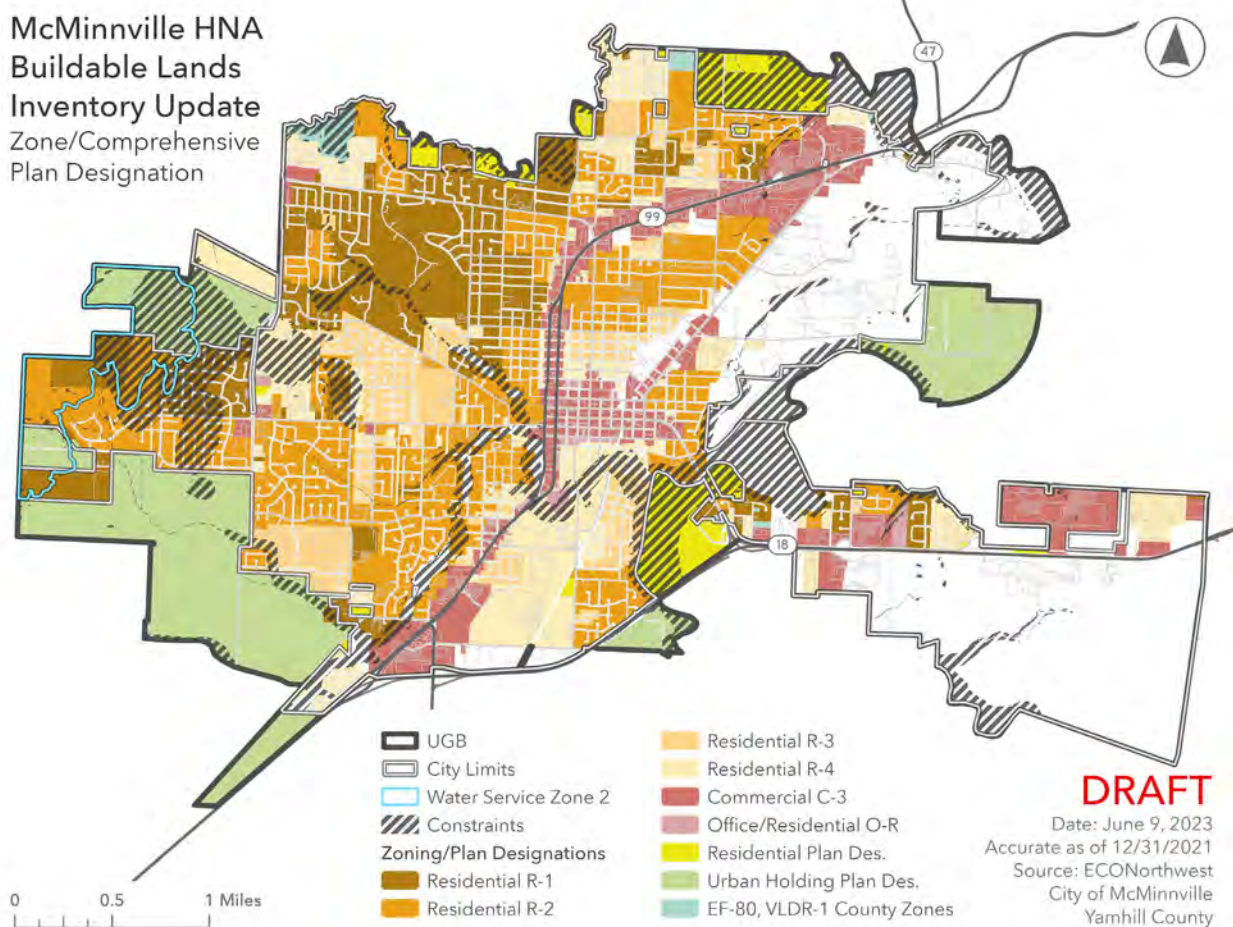 McMinnville HNA
Buildable Lands
Inventory Update
Zone/Comprehensive
Plan Designation
47
99
18
UGB
City Limits
Water Service Zone 2
Constraints
Zoning/Plan Designations
Residential R-1
Residential R-2
Residential R-3
Residential R-4
Commercial C-3
Office/Residential O-R
Residential Plan Des.
Urban Holding Plan Des.
EF-80, VLDR-1 County Zones
DRAFT
Date: June 9, 2023
Accurate as of 12/31/2021
Source: ECONorthwest
City of McMinnville
Yamhill County
0 0.5 1 Miles